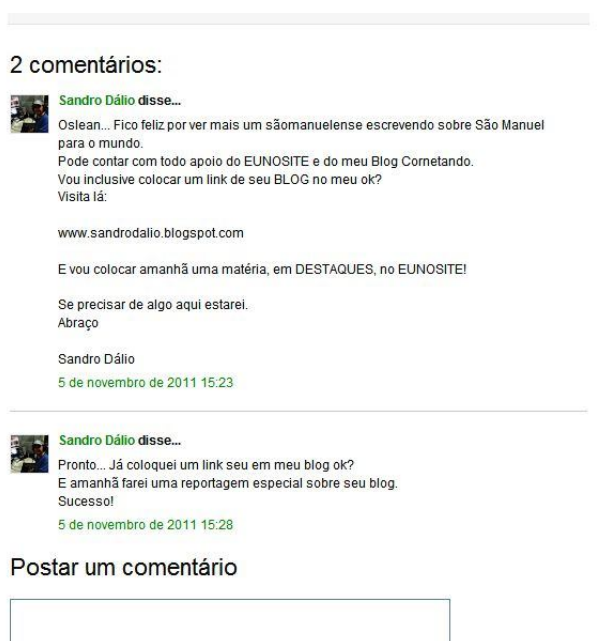 2 comentários:
Sandro Dálio disse...
Oslean... Fico feliz por ver mais um sãomanuelense escrevendo sobre São Manuel
para o mundo.
Pode contar com todo apoio do EUNOSITE e do meu Blog Cornetando.
Vou inclusive colocar um link de seu BLOG no meu ok?
Visita lá:
www.sandrodalio.blogspot.com
E vou colocar amanhã uma matéria, em DESTAQUES, no EUNOSITE!
Se precisar de algo aqui estarei.
Abraço
Sandro Dálio
5 de novembro de 2011 15:23
Sandro Dálio disse...
Pronto... Já coloquei um link seu em meu blog ok?
E amanhã farei uma reportagem especial sobre seu blog.
Sucesso!
5 de novembro de 2011 15:28
Postar um comentário